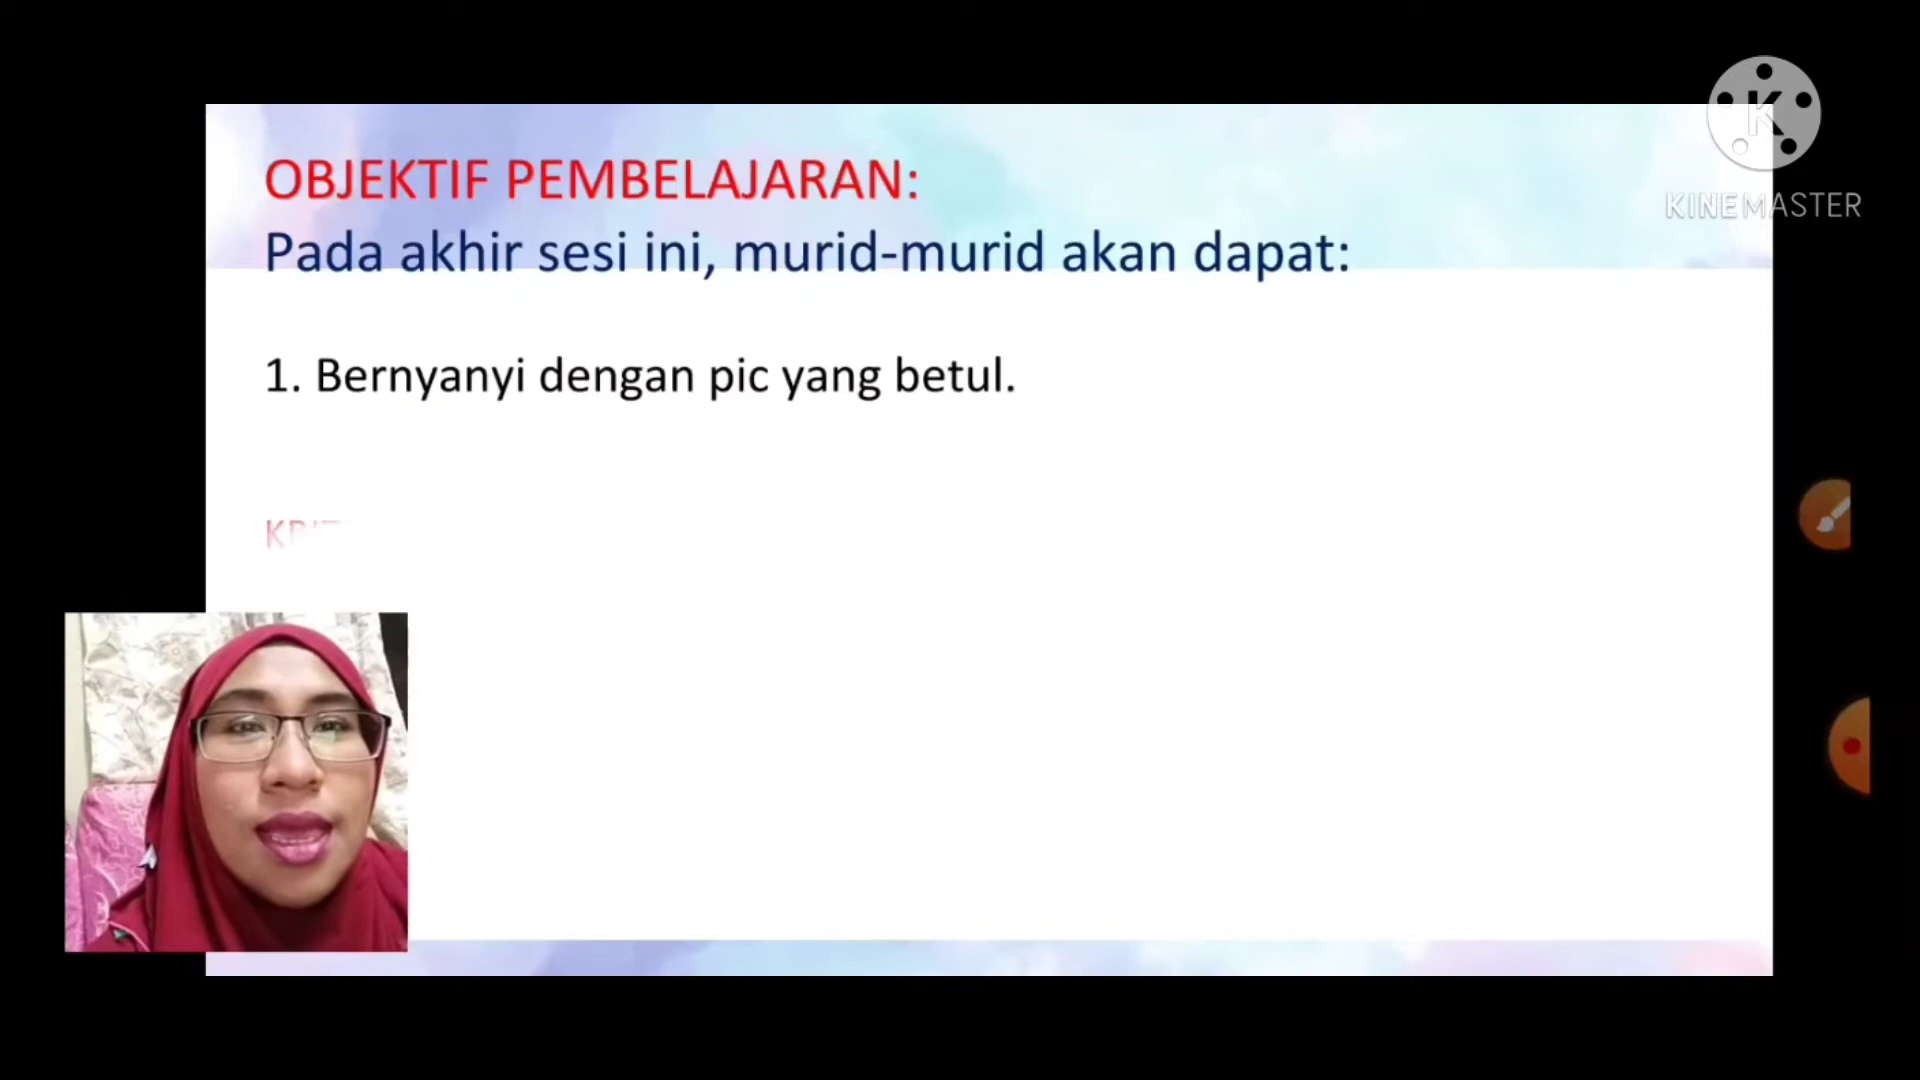 OBJEKTIF PEMBELAJARAN:
Pada akhir sesi ini, murid-murid akan dapat:
1. Bernyanyi dengan pic yang betul.
K
KINEMASTER